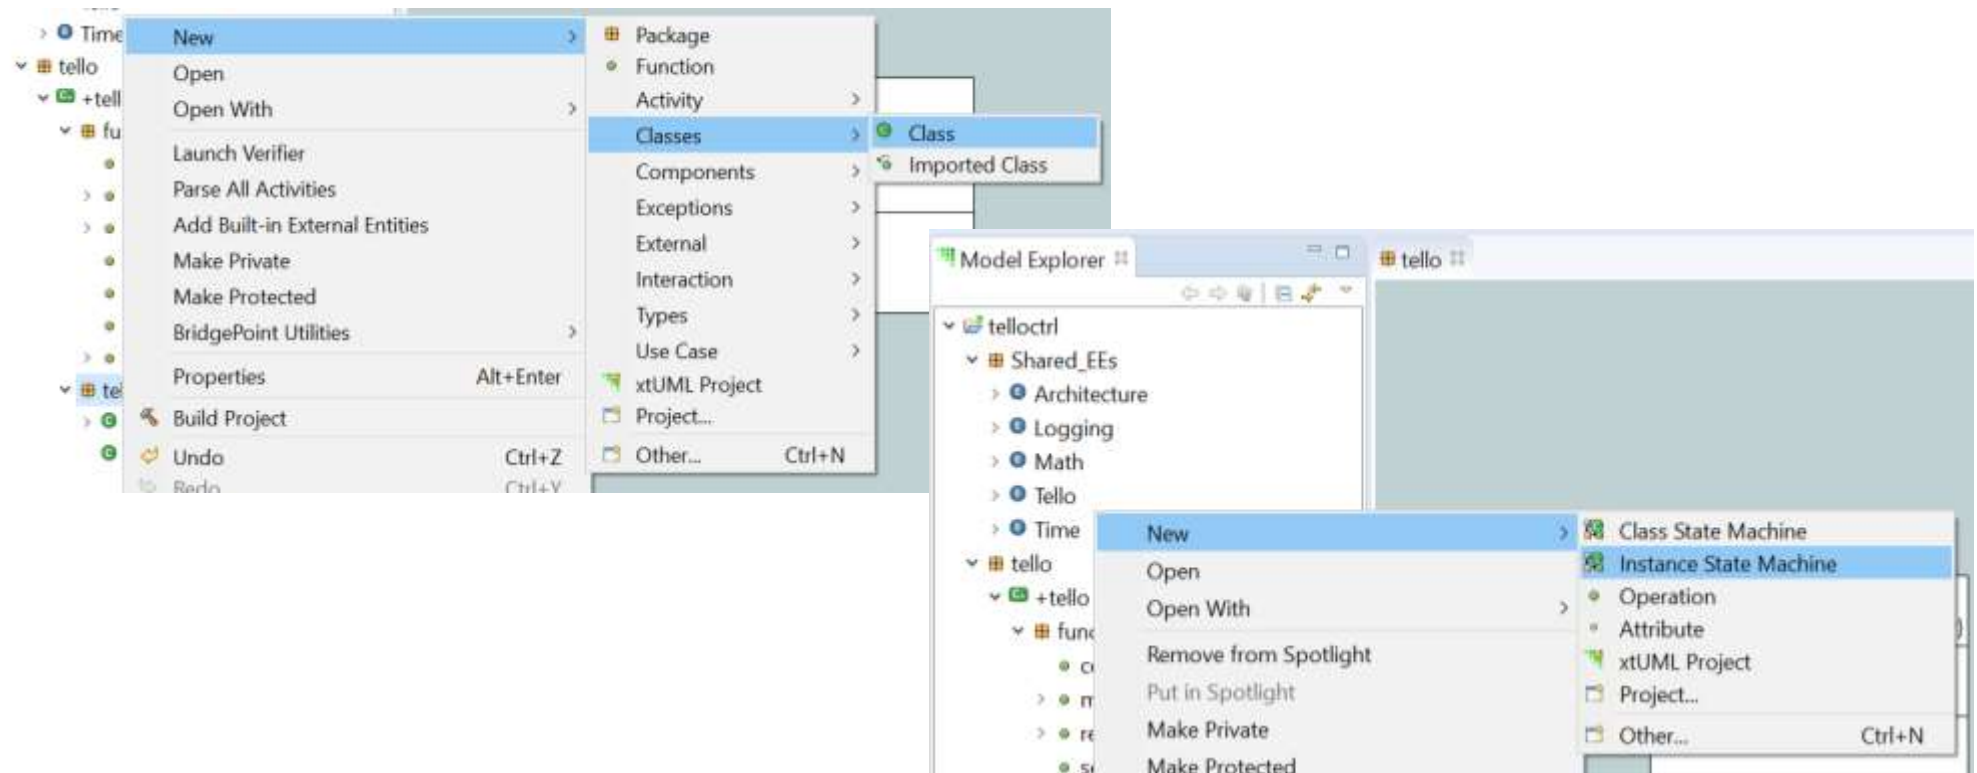 Time
tello
+tell
fu
te
New
Open
Open With
Launch Verifier
Parse All Activities
Add Built-in External Entities
Make Private
Make Protected
BridgePoint Utilities
Properties Alt+Enter
Build Project
Undo Ctrl+Z
Redo Ctrl+Y
Package
Function
Activity
Classes
Components
Exceptions
External
Interaction
Types
Use Case
xtUML Project
Project...
Other... Ctrl+N
Class
Imported Class
Model Explorer
tello
telloctrl
Shared_EEs
Architecture
Logging
Math
Tello
Time
tello
+tello
func
m
re
New
Open
Open With
Remove from Spotlight
Put in Spotlight
Make Private
Make Protected
Class State Machine
Instance State Machine
Operation
Attribute
xtUML Project
Project...
Other... Ctrl+N